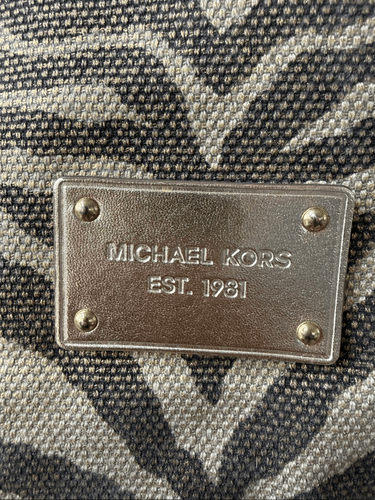 MICHAEL KORS
EST. 1981